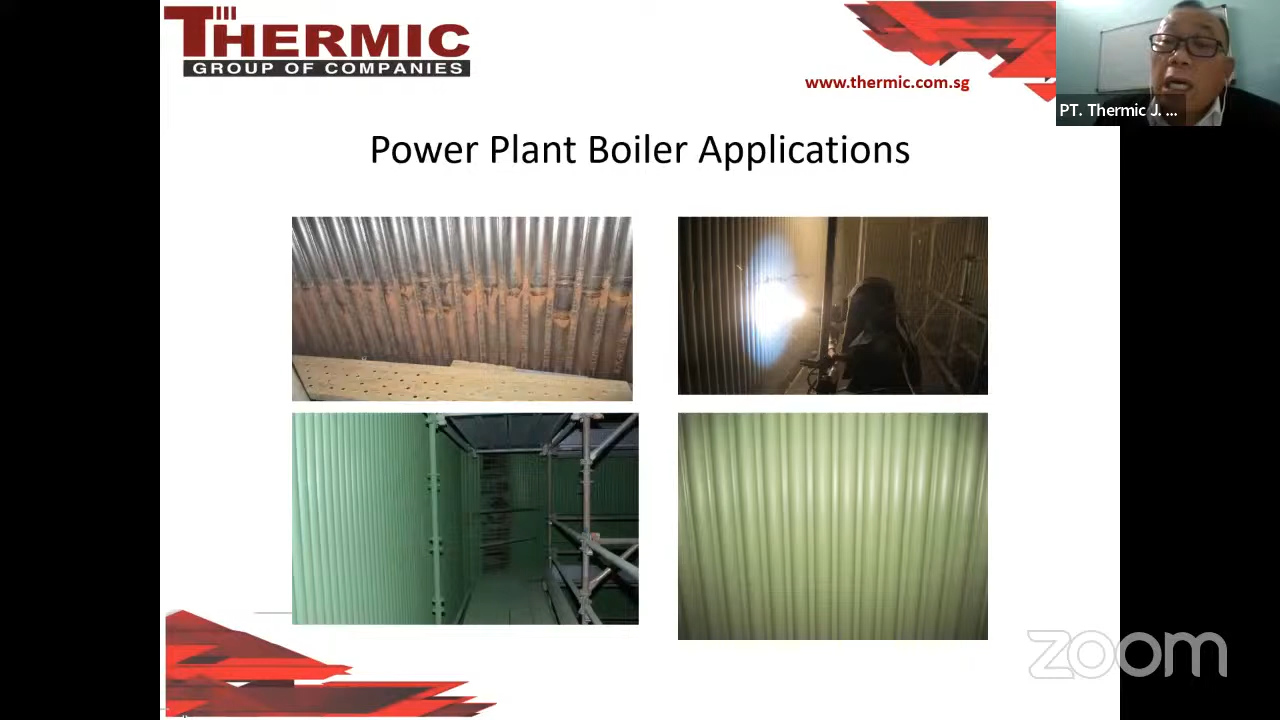 THERMIC
GROUP OF COMPANIES
www.thermic.com.sg
PT. Thermic J. ...
Power Plant Boiler Applications
zoom